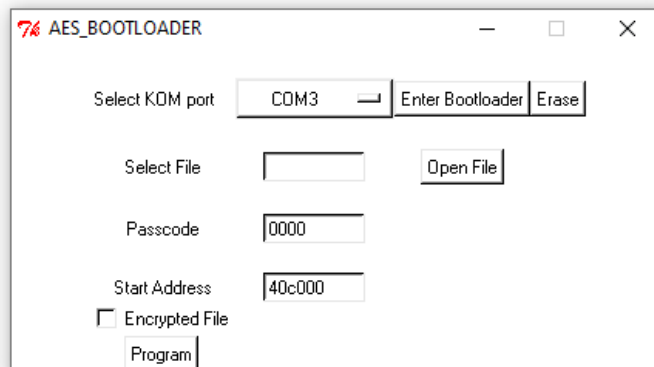 AES_BOOTLOADER
Select KOM port COM3 Enter Bootloader Erase
Select File Open File
Passcode 0000
Start Address 40c000
Encrypted File
Program